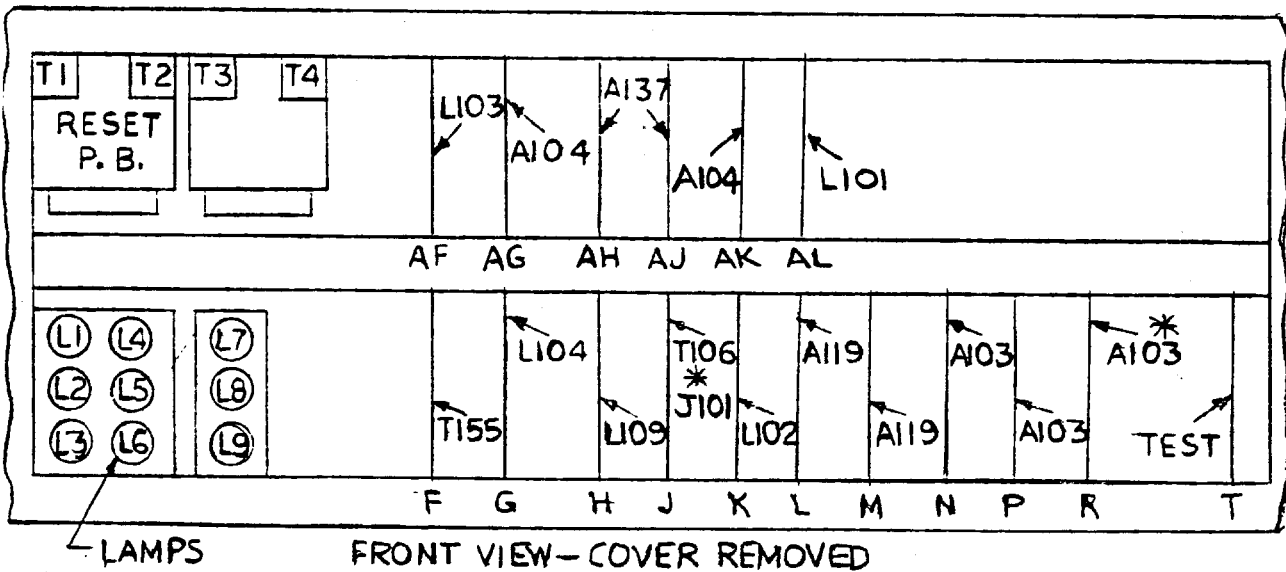 T1 T2 T3 T4
RESET
P. B.
L103
A104
A137
A104
L101
AF AG AH AJ AK AL
L1 L4 L7
L2 L5 L8
L3 L6 L9
T155
L104
L109
T106
*
J101
L102
A119
A119
A103
A103
*
A103
TEST
F G H J K L M N P R T
LAMPS
FRONT VIEW—COVER REMOVED